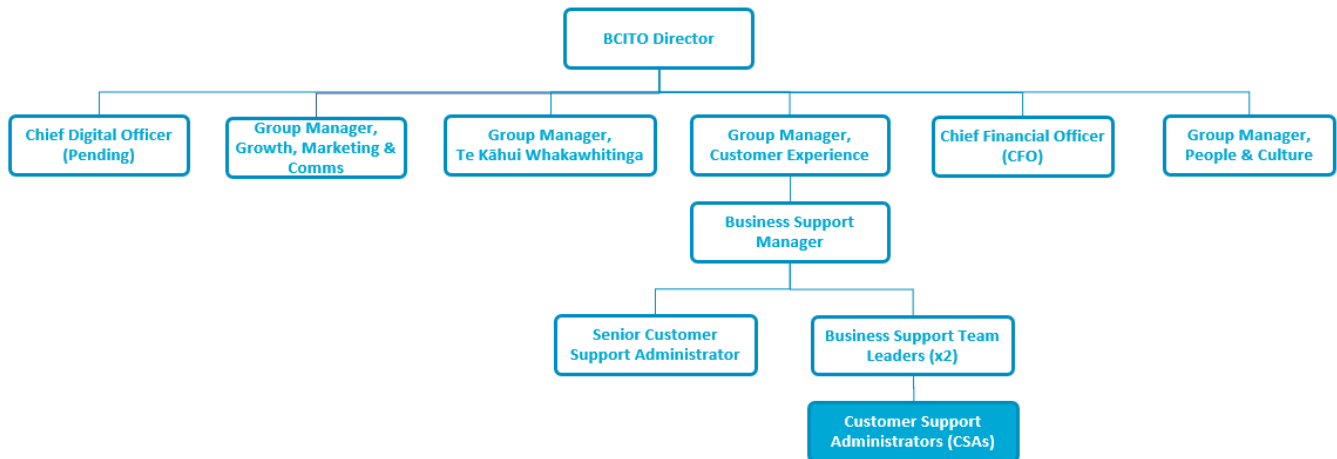 BCITO Director
Chief Digital Officer
(Pending)
Group Manager,
Growth, Marketing &
Comms
Group Manager,
Te Kāhui Whakawhitinga
Group Manager,
Customer Experience
Chief Financial Officer
(CFO)
Group Manager,
People & Culture
Business Support
Manager
Senior Customer
Support Administrator
Business Support Team
Leaders (x2)
Customer Support
Administrators (CSAs)